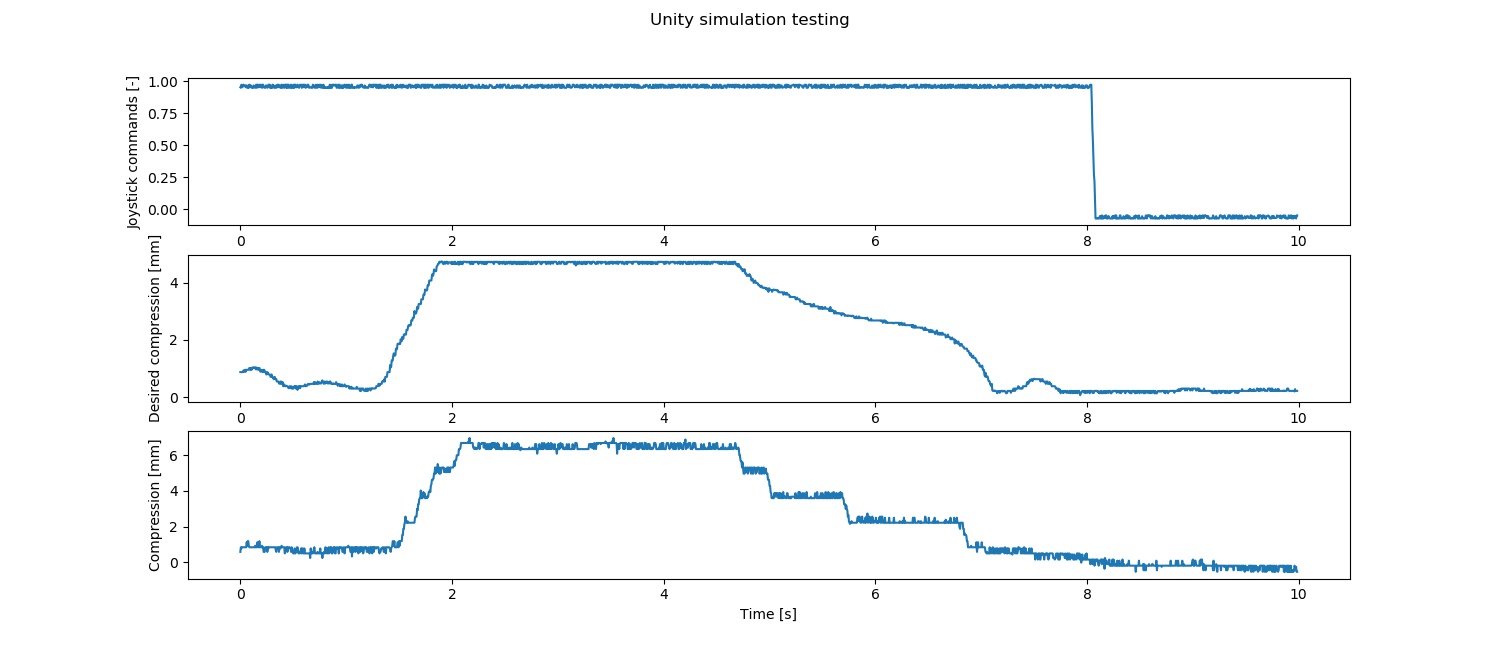 Unity simulation testing
Joystick commands [-]
1.00
0.75
0.50
0.25
0.00
0 2 4 6 8 10
Desired compression [mm]
4
2
0
0 2 4 6 8 10
Compression [mm]
6
4
2
0
0 2 4 6 8 10
Time [s]